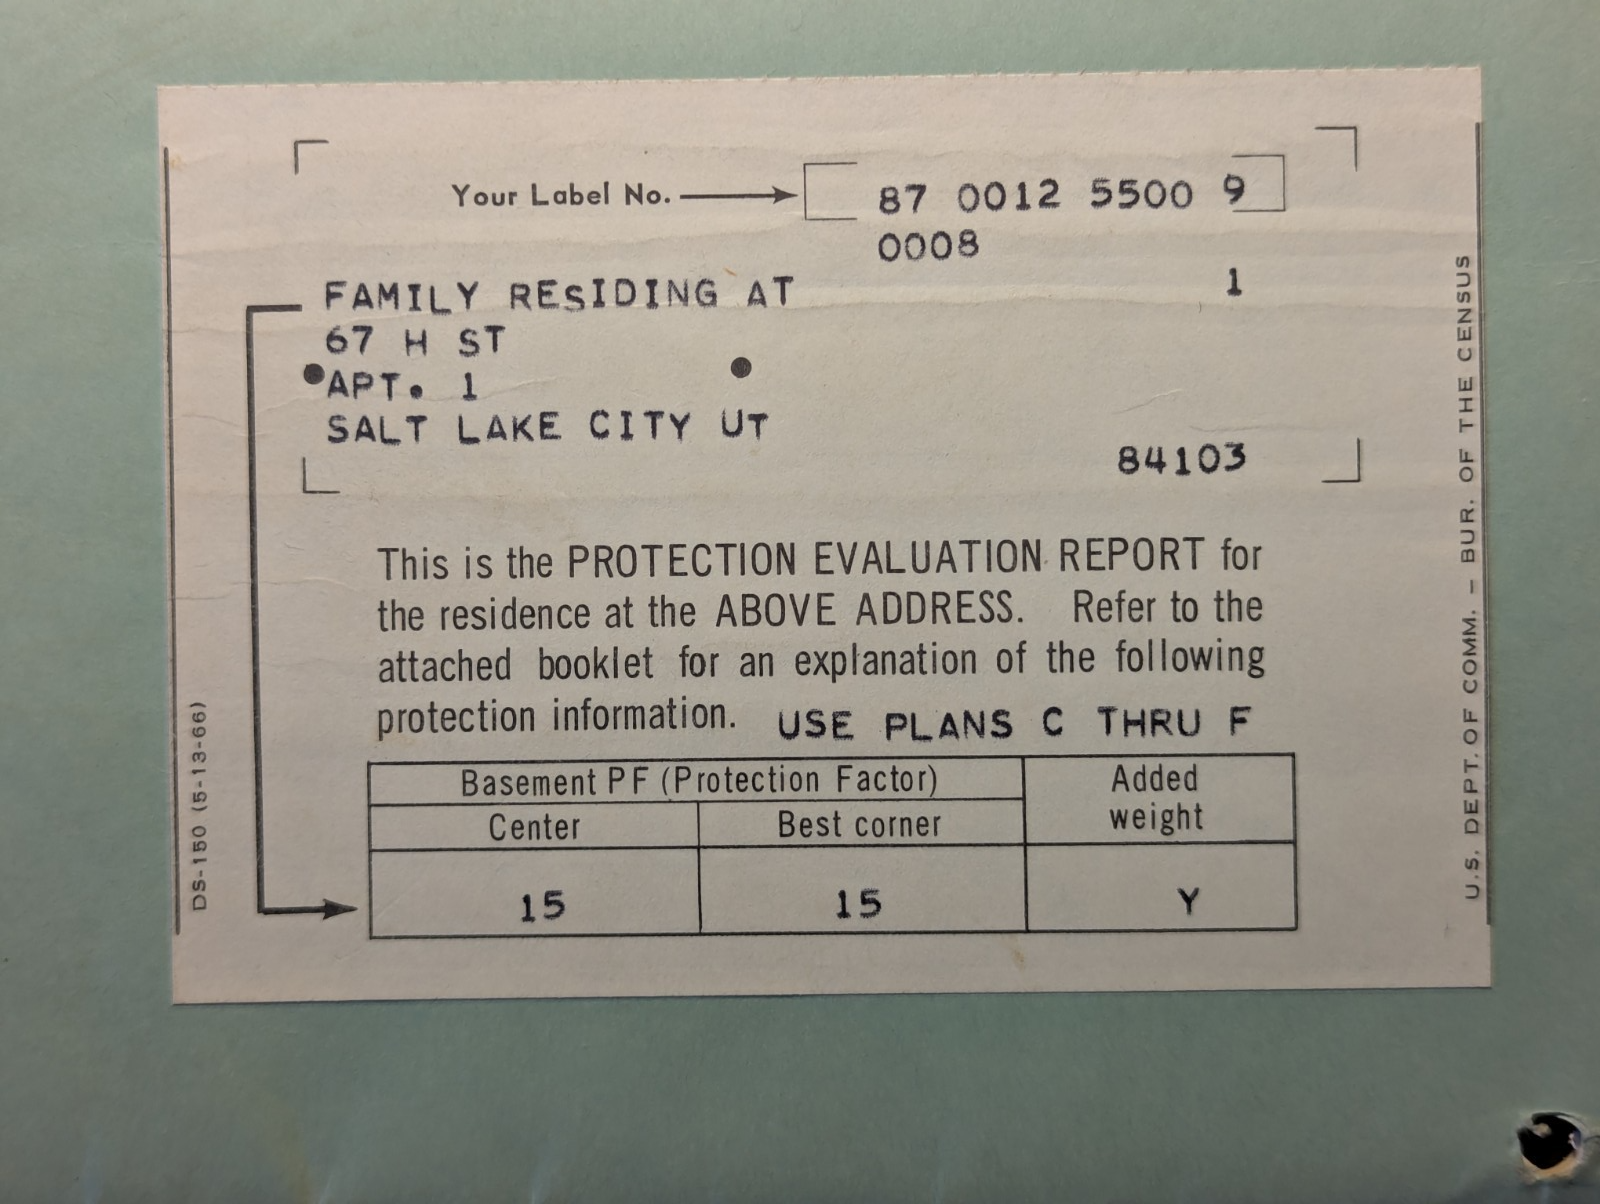 Your Label No. 87 0012 5500 9
0008
1
FAMILY RESIDING AT
67 H ST
APT. 1
SALT LAKE CITY UT
84103
This is the PROTECTION EVALUATION REPORT for
the residence at the ABOVE ADDRESS. Refer to the
attached booklet for an explanation of the following
protection information. USE PLANS C THRU F
Basement PF (Protection Factor)
Center
Best corner
Added
weight
15
15
Y
DS-150 (5-13-66)
U.S. DEPT. OF COMM. – BUR. OF THE CENSUS